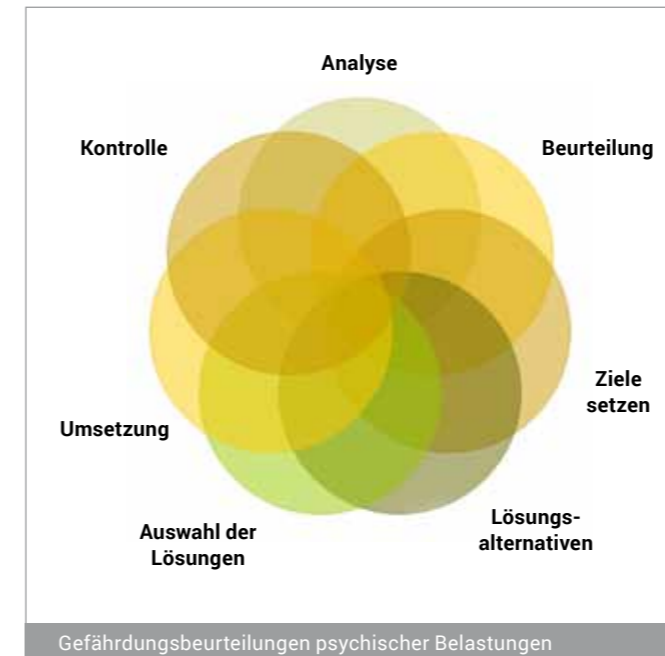 Analyse
Beurteilung
Ziele
setzen
Lösungs-
alternativen
Auswahl der
Lösungen
Umsetzung
Kontrolle
Gefährdungsbeurteilungen psychischer Belastungen